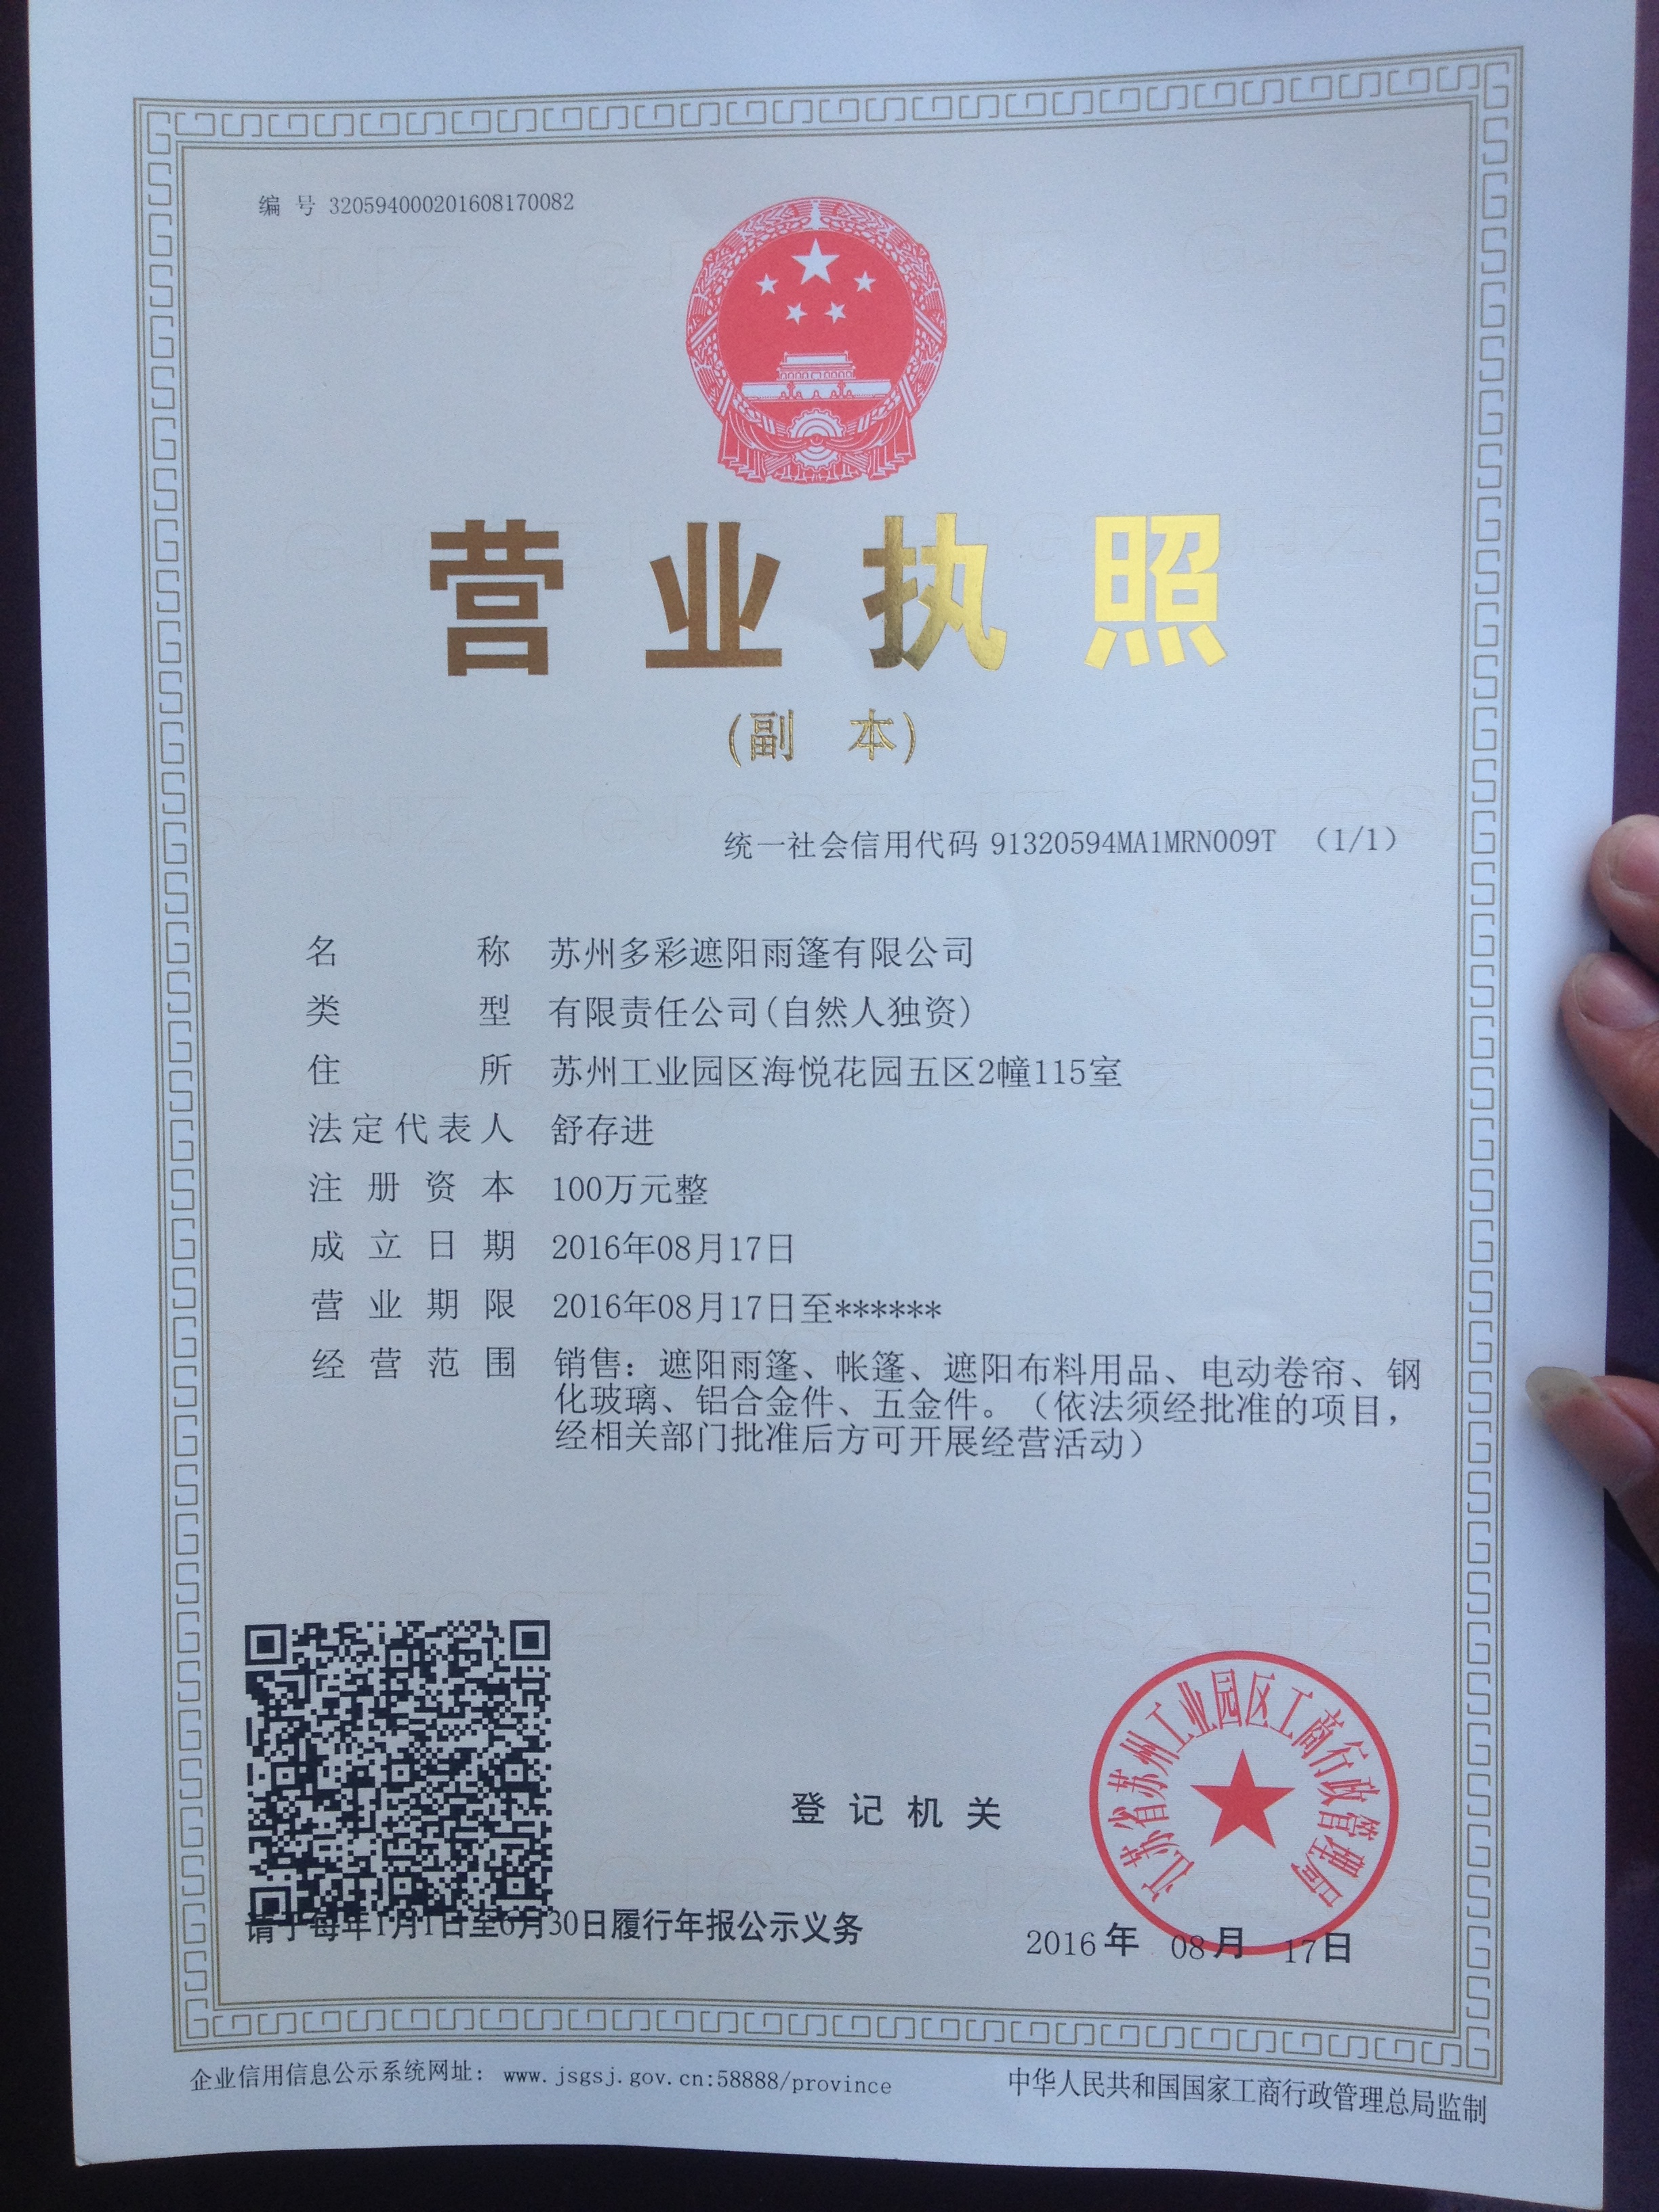 编 号 320594000201608170082
营业执照
(副 本)
统一社会信用代码 91320594MA1MRN009T （1/1）
名 称 苏州多彩遮阳雨篷有限公司
类 型 有限责任公司(自然人独资)
住 所 苏州工业园区海悦花园五区2幢115室
法定代表人 舒存进
注册资本 100万元整
成立日期 2016年08月17日
营业期限 2016年08月17日至******
经营范围 销售：遮阳雨篷、帐篷、遮阳布料用品、电动卷帘、钢
化玻璃、铝合金件、五金件。（依法须经批准的项目，
经相关部门批准后方可开展经营活动）
江苏省苏州工业园区工商行政管理局
登记机关
请于每年1月1日至6月30日履行年报公示义务
2016年 08月 17日
企业信用信息公示系统网址： www.jsgsj.gov.cn:58888/province
中华人民共和国国家工商行政管理总局监制